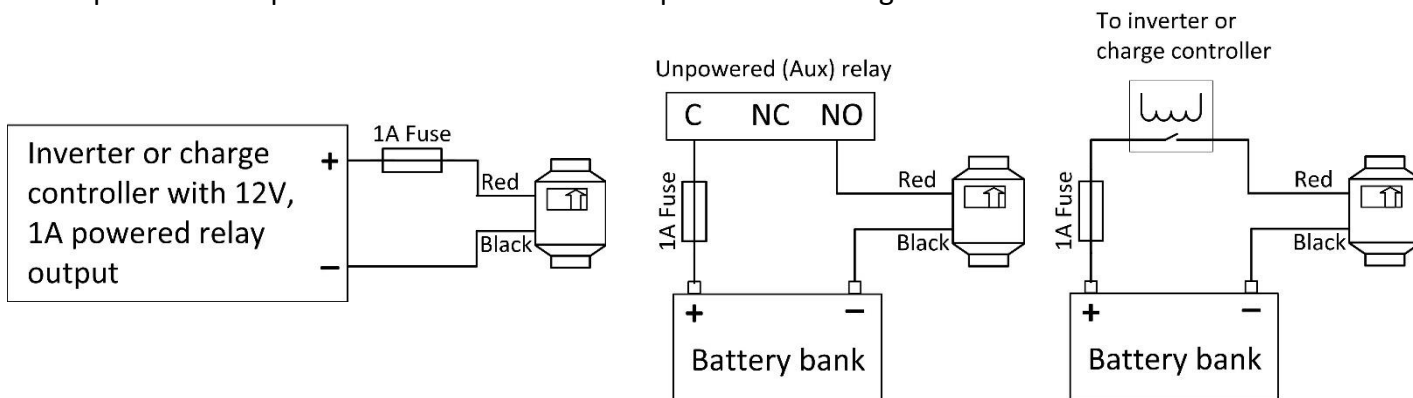 Inverter or charge
controller with 12V,
1A powered relay
output
+
−
1A Fuse
Red
Black
Unpowered (Aux) relay
C NC NO
1A Fuse
Red
Black
+ −
Battery bank
To inverter or
charge controller
1A Fuse
Red
Black
+ −
Battery bank